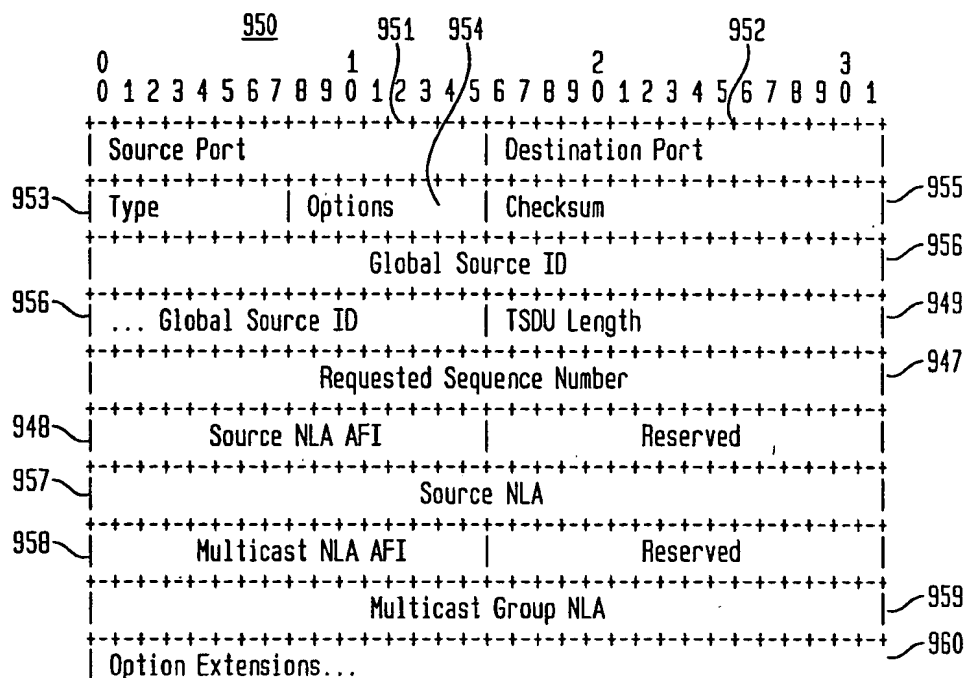 950 951 954 952
0 1 2 3
0 1 2 3 4 5 6 7 8 9 0 1 2 3 4 5 6 7 8 9 0 1 2 3 4 5 6 7 8 9 0 1
+-+-+-+-+-+-+-+-+-+-+-+-+-+-+-+-+-+-+-+-+-+-+-+-+-+-+-+-+-+-+-+-+
| Source Port | Destination Port |
+-+-+-+-+-+-+-+-+-+-+-+-+-+-+-+-+-+-+-+-+-+-+-+-+-+-+-+-+-+-+-+-+
953 | Type | Options | Checksum | 955
+-+-+-+-+-+-+-+-+-+-+-+-+-+-+-+-+-+-+-+-+-+-+-+-+-+-+-+-+-+-+-+-+
| Global Source ID | 956
+-+-+-+-+-+-+-+-+-+-+-+-+-+-+-+-+-+-+-+-+-+-+-+-+-+-+-+-+-+-+-+-+
956 | ... Global Source ID | TSDU Length | 949
+-+-+-+-+-+-+-+-+-+-+-+-+-+-+-+-+-+-+-+-+-+-+-+-+-+-+-+-+-+-+-+-+
| Requested Sequence Number | 947
+-+-+-+-+-+-+-+-+-+-+-+-+-+-+-+-+-+-+-+-+-+-+-+-+-+-+-+-+-+-+-+-+
948 | Source NLA AFI | Reserved |
+-+-+-+-+-+-+-+-+-+-+-+-+-+-+-+-+-+-+-+-+-+-+-+-+-+-+-+-+-+-+-+-+
957 | Source NLA |
+-+-+-+-+-+-+-+-+-+-+-+-+-+-+-+-+-+-+-+-+-+-+-+-+-+-+-+-+-+-+-+-+
958 | Multicast NLA AFI | Reserved |
+-+-+-+-+-+-+-+-+-+-+-+-+-+-+-+-+-+-+-+-+-+-+-+-+-+-+-+-+-+-+-+-+
| Multicast Group NLA | 959
+-+-+-+-+-+-+-+-+-+-+-+-+-+-+-+-+-+-+-+-+-+-+-+-+-+-+-+-+-+-+-+-+
| Option Extensions... 960